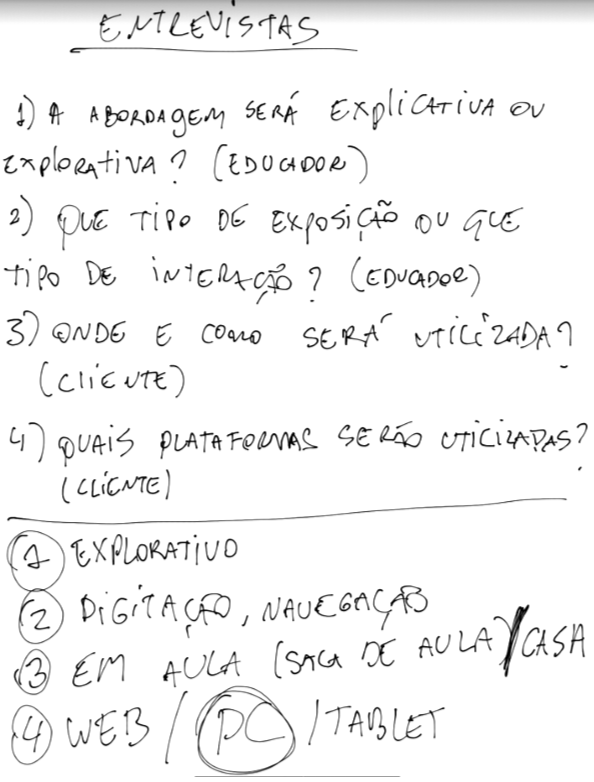 ENTREVISTAS
1) A ABORDAGEM SERÁ EXPLICATIVA OU
EXPLORATIVA? (EDUCADOR)
2) QUE TIPO DE EXPOSIÇÃO OU QUE
TIPO DE INTERAÇÃO? (EDUCADOR)
3) ONDE E COMO SERÁ UTILIZADA?
(CLIENTE)
4) QUAIS PLATAFORMAS SERÃO UTILIZADAS?
(CLIENTE)
1 EXPLORATIVO
2 DIGITAÇÃO, NAVEGAÇÃO
3 EM AULA (SALA DE AULA)/CASA
4 WEB / PC / TABLET